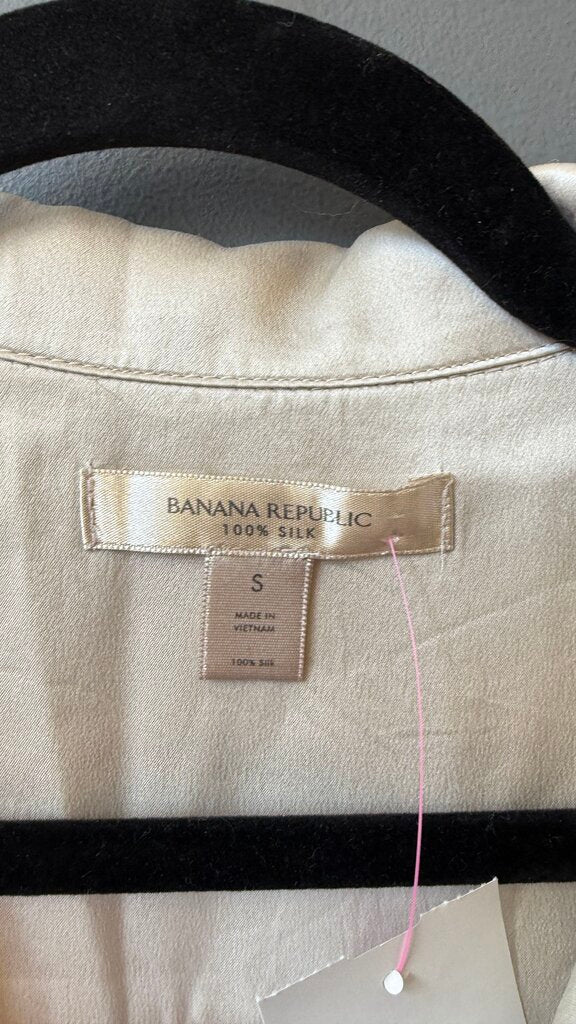 BANANA REPUBLIC
100% SILK
S
MADE IN
VIETNAM
100% Silk